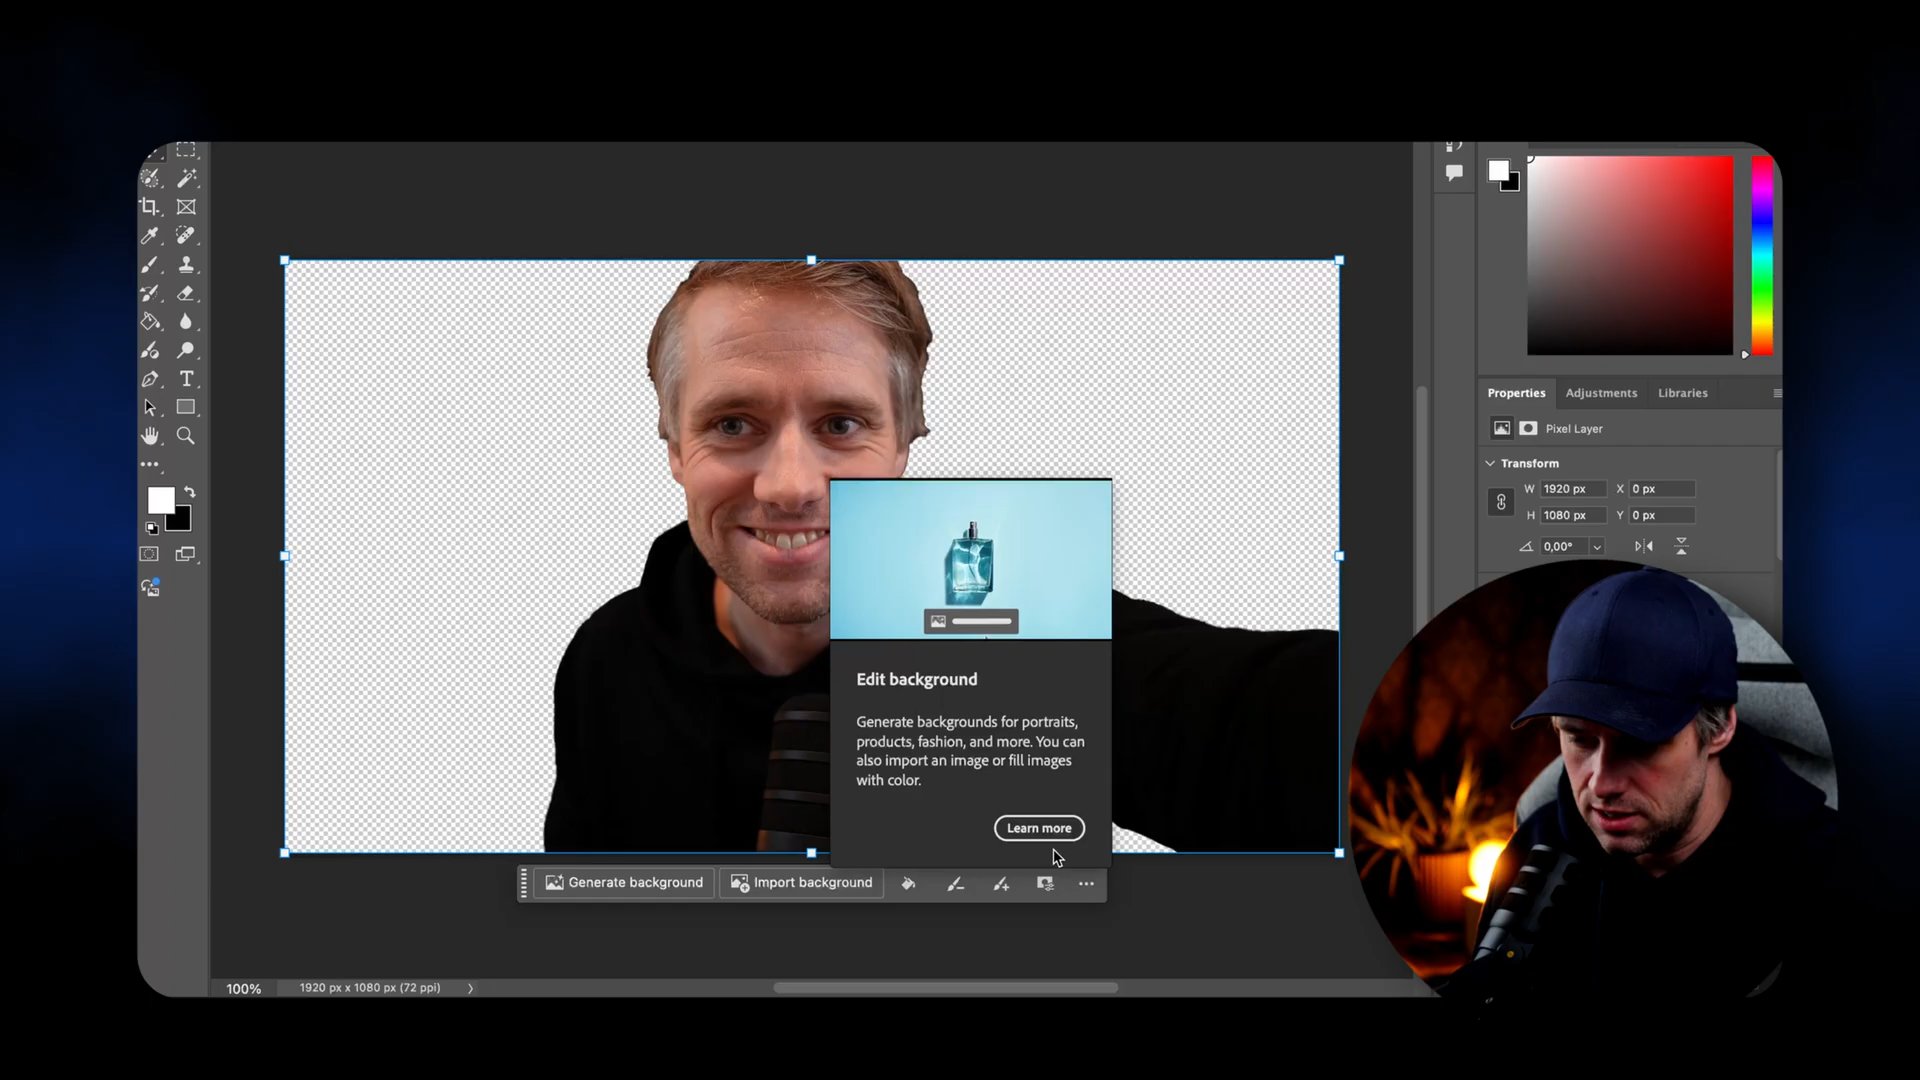 Properties
Adjustments
Libraries
Pixel Layer
Transform
W 1920 px X 0 px
H 1080 px Y 0 px
0,00°
Edit background
Generate backgrounds for portraits,
products, fashion, and more. You can
also import an image or fill images
with color.
Learn more
Generate background
Import background
100%
1920 px x 1080 px (72 ppi)